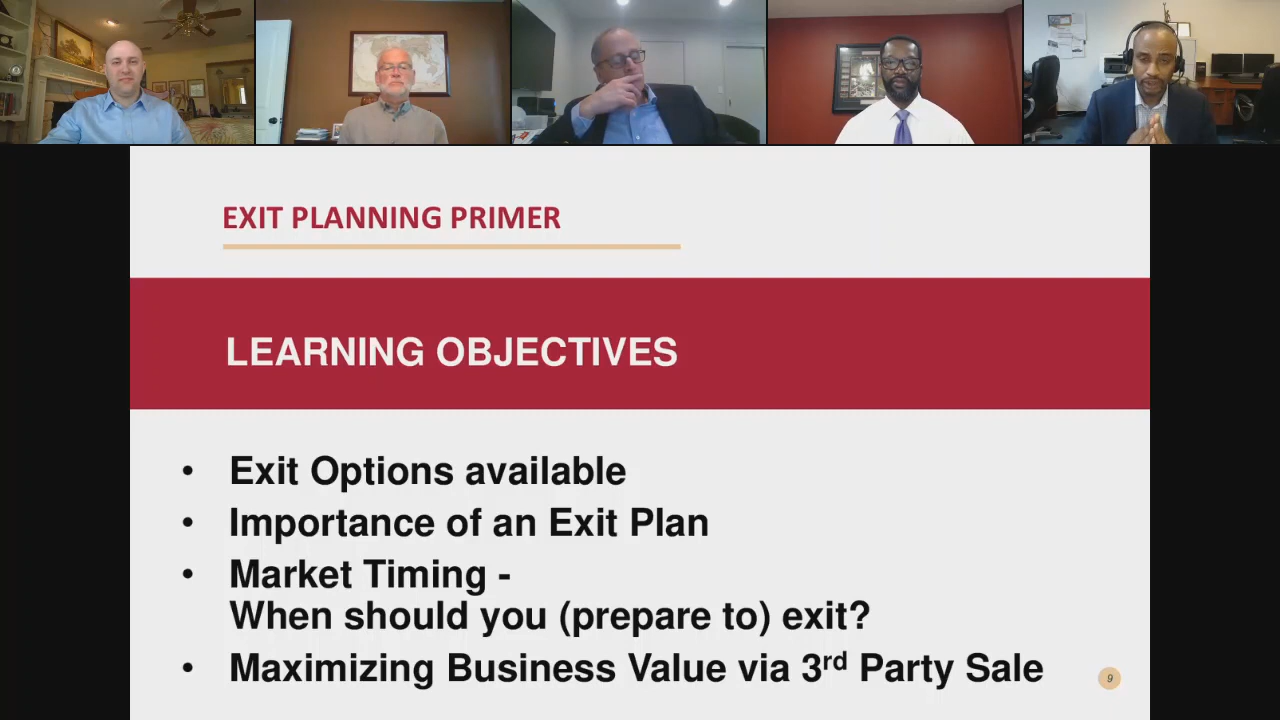 EXIT PLANNING PRIMER
LEARNING OBJECTIVES
• Exit Options available
• Importance of an Exit Plan
• Market Timing -
When should you (prepare to) exit?
• Maximizing Business Value via 3rd Party Sale
9